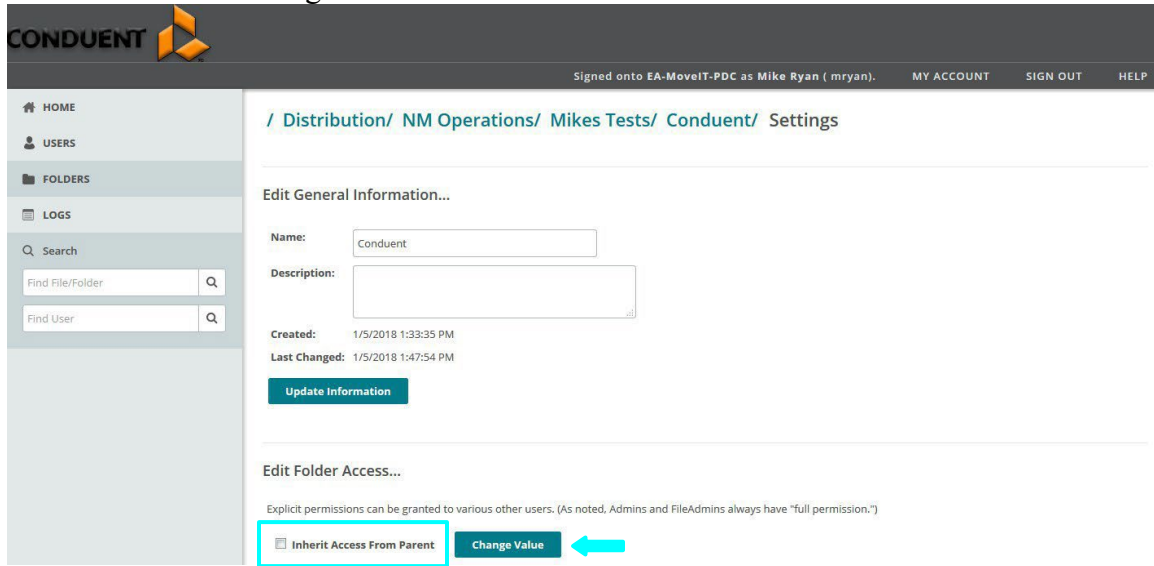 CONDUENT
Signed onto EA-MoveIT-PDC as Mike Ryan ( mryan). MY ACCOUNT SIGN OUT HELP
HOME
USERS
FOLDERS
LOGS
Search
Find File/Folder
Find User
/ Distribution/ NM Operations/ Mikes Tests/ Conduent/ Settings
Edit General Information...
Name: Conduent
Description:
Created: 1/5/2018 1:33:35 PM
Last Changed: 1/5/2018 1:47:54 PM
Update Information
Edit Folder Access...
Explicit permissions can be granted to various other users. (As noted, Admins and FileAdmins always have "full permission.")
Inherit Access From Parent Change Value